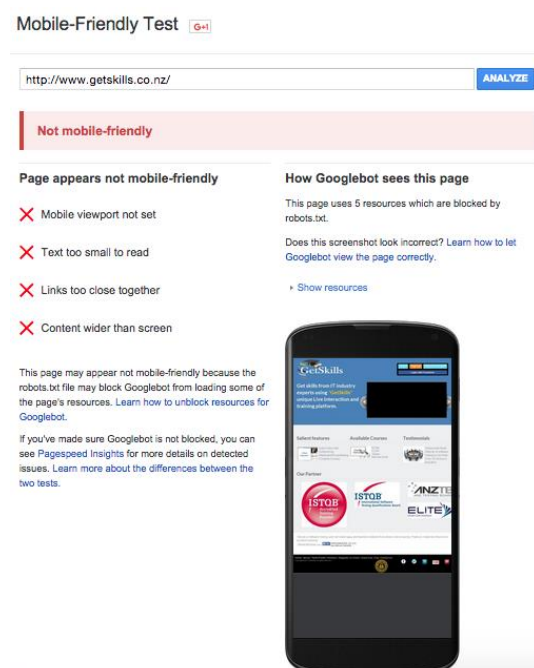 Mobile-Friendly Test G+1
http://www.getskills.co.nz/ ANALYZE
Not mobile-friendly
Page appears not mobile-friendly
Mobile viewport not set
Text too small to read
Links too close together
Content wider than screen
This page may appear not mobile-friendly because the
robots.txt file may block Googlebot from loading some of
the page's resources. Learn how to unblock resources for
Googlebot.
If you've made sure Googlebot is not blocked, you can
see Pagespeed Insights for more details on detected
issues. Learn more about the differences between the
two tests.
How Googlebot sees this page
This page uses 5 resources which are blocked by
robots.txt.
Does this screenshot look incorrect? Learn how to let
Googlebot view the page correctly.
Show resources
GetSkills
Get skills from IT industry
experts using "GetSkills"
unique Live Interaction and
training platform.
Salient Features Available Courses Testimonials
Our Partner
ISTQB
ISTQB
ANZTB
ELITE